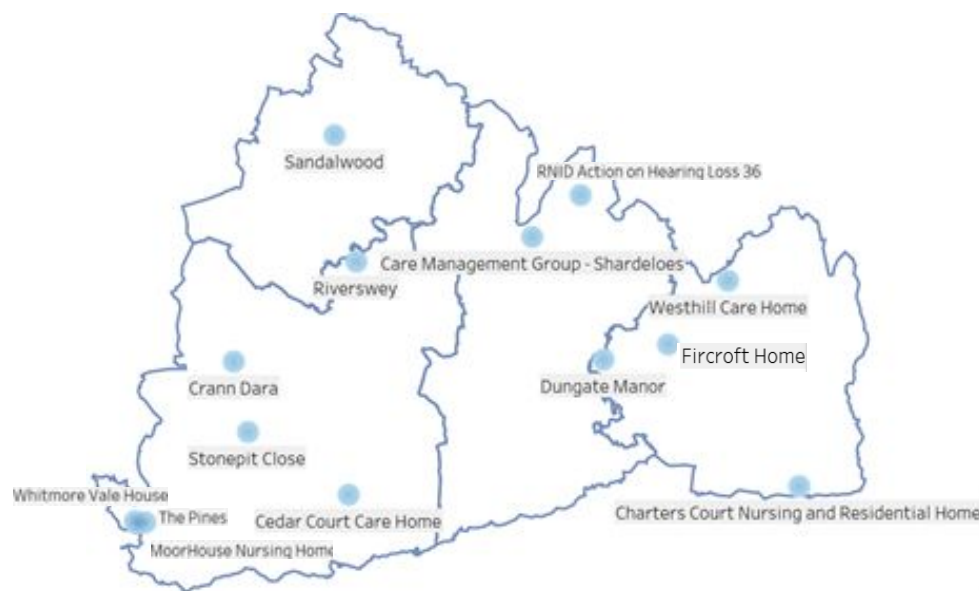 Sandalwood
RNID Action on Hearing Loss 36
Care Management Group - Shardeloes
Riverswey
Westhill Care Home
Fircroft Home
Crann Dara
Dungate Manor
Stonepit Close
Whitmore Vale House
The Pines
Cedar Court Care Home
Charters Court Nursing and Residential Home
MoorHouse Nursing Home